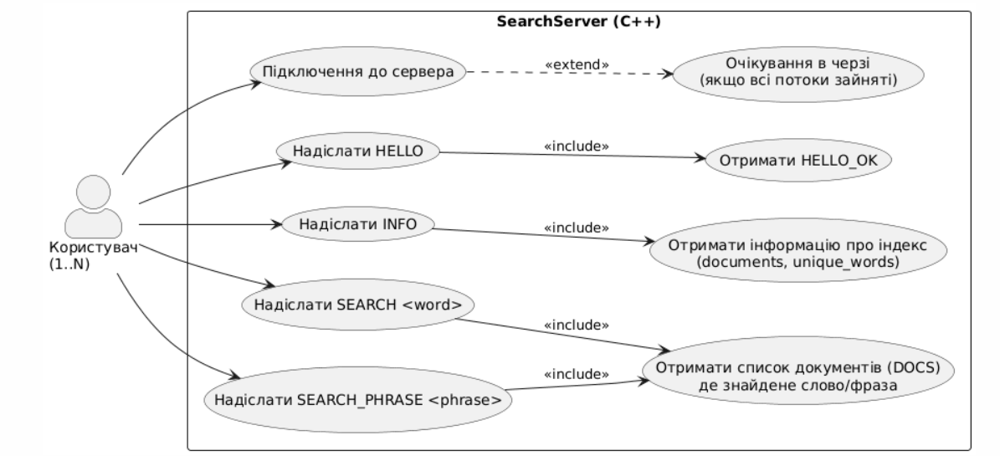 SearchServer (C++)
Підключення до сервера
«extend»
Очікування в черзі
(якщо всі потоки зайняті)
Надіслати HELLO
«include»
Отримати HELLO_OK
Користувач
(1..N)
Надіслати INFO
«include»
Отримати інформацію про індекс
(documents, unique_words)
Надіслати SEARCH <word>
«include»
Отримати список документів (DOCS)
де знайдене слово/фраза
Надіслати SEARCH_PHRASE <phrase>
«include»